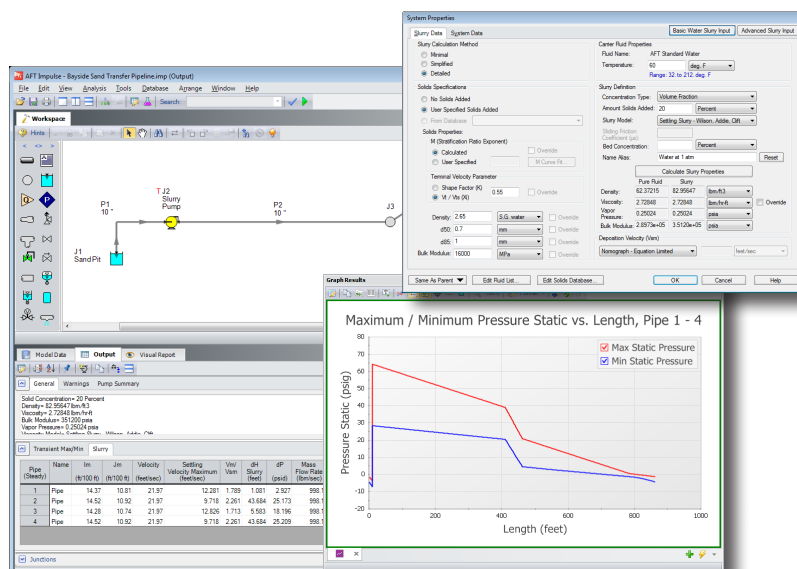 AFT Impulse - Bayside Sand Transfer Pipeline.imp (Output)
File Edit View Analysis Tools Database Arrange Window Help
Search:
Workspace
Hints
P1
10 "
T J2
Slurry
Pump
P2
10 "
J3
J1
Sand Pit
Model Data Output Visual Report
General Warnings Pump Summary
Solid Concentration= 20 Percent
Density= 82.95647 lbm/ft3
Viscosity= 2.72848 lbm/hr-ft
Bulk Modulus= 351200 psia
Vapor Pressure= 0.25024 psia
Viscosity Model= Settling Slurry - Wilson, Addie, Clift
Transient Max/Min Slurry
Pipe (Steady) Name Im (ft/100 ft) Jm (ft/100 ft) Velocity (feet/sec) Settling Velocity Maximum (feet/sec) Vm/ Vsm dH Slurry (feet) dP (psid) Mass Flow Rate (lbm/sec)
1 Pipe 14.37 10.81 21.97 12.281 1.789 1.081 2.927 998.1
2 Pipe 14.52 10.92 21.97 9.718 2.261 43.684 25.173 998.1
3 Pipe 14.28 10.74 21.97 12.826 1.713 5.583 18.196 998.1
4 Pipe 14.52 10.92 21.97 9.718 2.261 43.684 25.209 998.1
Junctions
System Properties
Slurry Data System Data
Basic Water Slurry Input Advanced Slurry Input
Slurry Calculation Method
Minimal
Simplified
Detailed
Solids Specifications
No Solids Added
User Specified Solids Added
From Database
Solids Properties:
M (Stratification Ratio Exponent)
Calculated Override
User Specified M Curve Fit...
Terminal Velocity Parameter
Shape Factor (K) 0.55 Override
Vt / Vts (Xi)
Density: 2.65 S.G. water Override
d50: 0.7 mm Override
d85: 1 mm Override
Bulk Modulus: 16000 MPa Override
Carrier Fluid Properties
Fluid Name: AFT Standard Water
Temperature: 60 deg. F
Range: 32 to 212. deg. F
Slurry Definition
Concentration Type: Volume Fraction
Amount Solids Added: 20 Percent
Slurry Model: Settling Slurry - Wilson, Addie, Clift
Sliding Friction
Coefficient (µs): Override
Bed Concentration: Percent
Name Alias: Water at 1 atm Reset
Calculate Slurry Properties
Pure Fluid Slurry
Density: 62.37215 82.95647 lbm/ft3
Viscosity: 2.72848 2.72848 lbm/hr-ft Override
Vapor Pressure: 0.25024 0.25024 psia
Bulk Modulus: 2.8973e+05 3.5120e+05 psia
Deposition Velocity (Vsm)
Nomograph - Equation Limited feet/sec
Same As Parent Edit Fluid List... Edit Solids Database... OK Cancel Help
Graph Results
Maximum / Minimum Pressure Static vs. Length, Pipe 1 - 4
Max Static Pressure
Min Static Pressure
Pressure Static (psig)
80
70
60
50
40
30
20
10
0
-10
-20
0 200 400 600 800 1000
Length (feet)